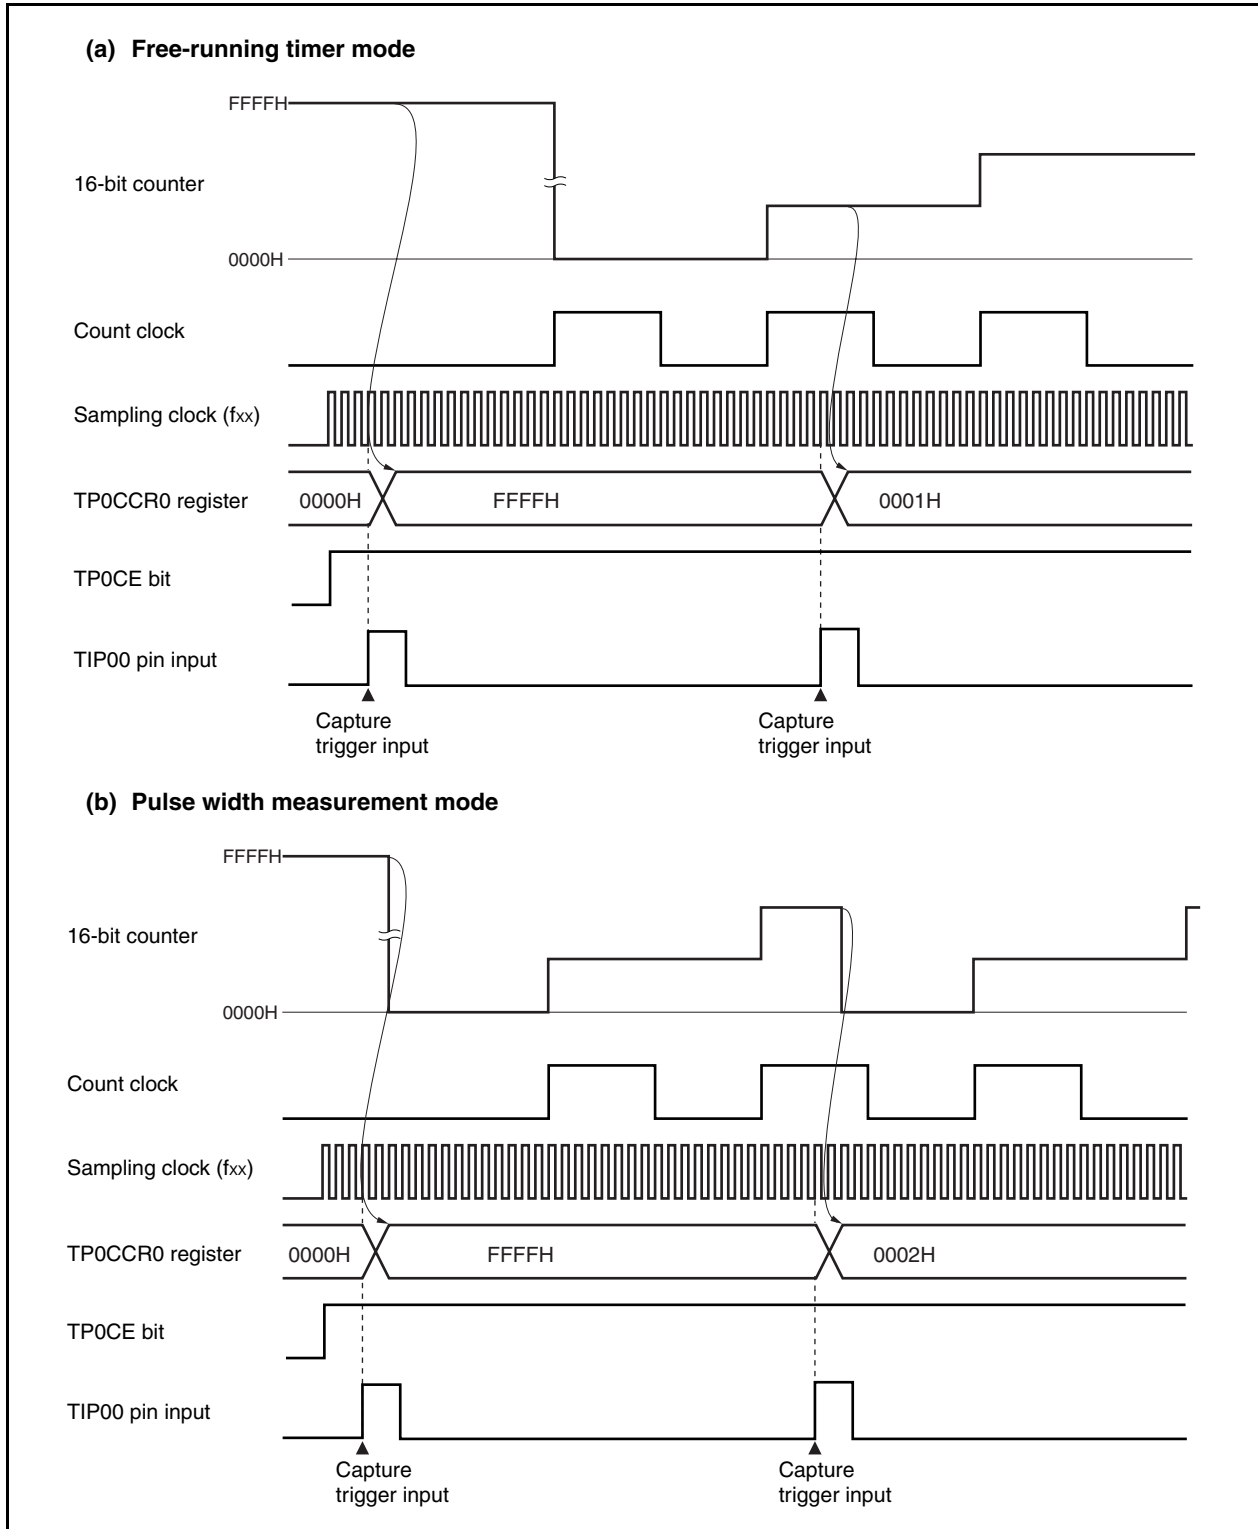 (a) Free-running timer mode
FFFFH
16-bit counter
0000H
Count clock
Sampling clock (fxx)
TP0CCR0 register
0000H
FFFFH
0001H
TP0CE bit
TIP00 pin input
Capture
trigger input
Capture
trigger input
(b) Pulse width measurement mode
FFFFH
16-bit counter
0000H
Count clock
Sampling clock (fxx)
TP0CCR0 register
0000H
FFFFH
0002H
TP0CE bit
TIP00 pin input
Capture
trigger input
Capture
trigger input